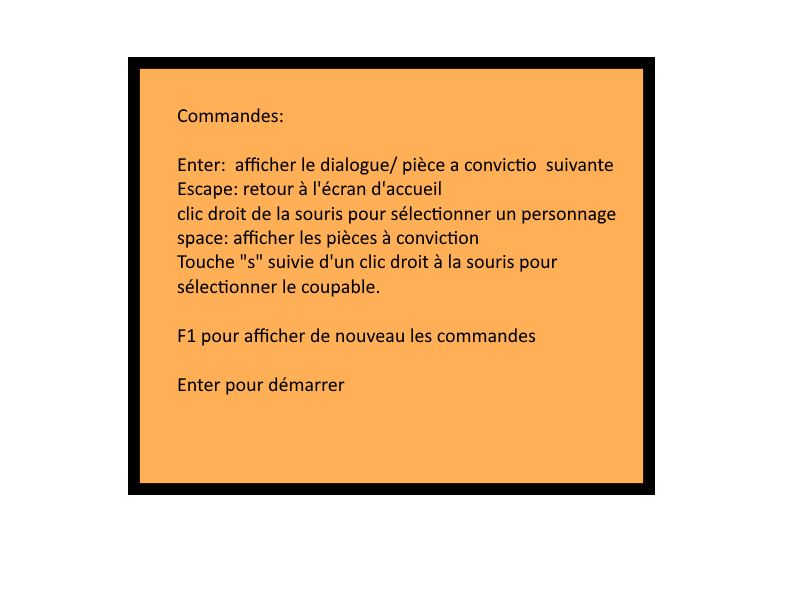 Commandes:
Enter:  afficher le dialogue/ pièce a convictio  suivante
Escape: retour à l'écran d'accueil
clic droit de la souris pour sélectionner un personnage
space: afficher les pièces à conviction
Touche "s" suivie d'un clic droit à la souris pour
sélectionner le coupable.
F1 pour afficher de nouveau les commandes
Enter pour démarrer